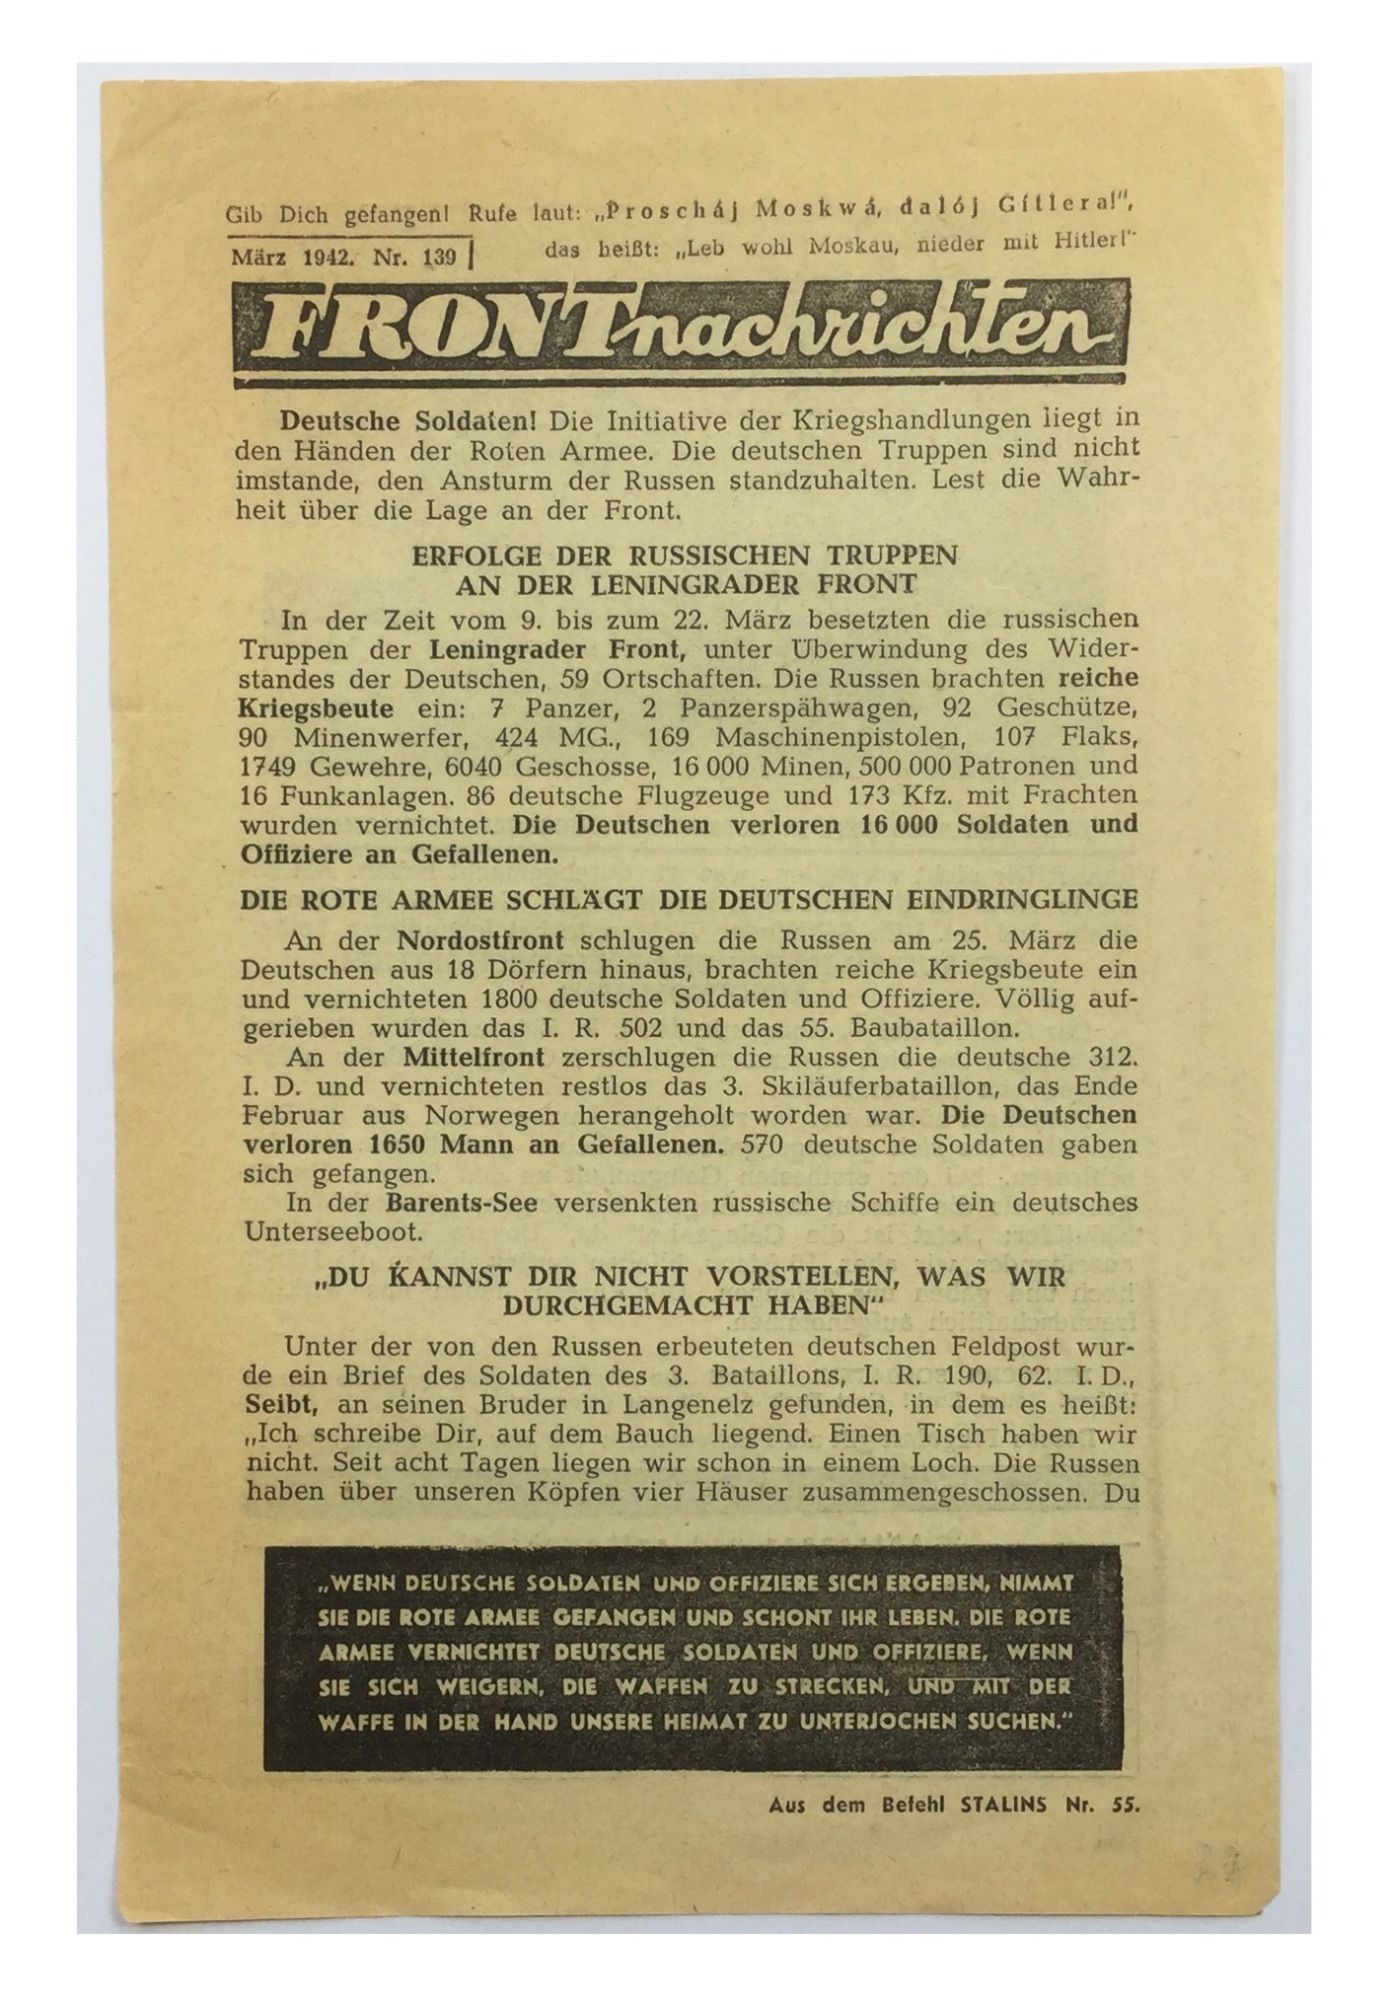 Gib Dich gefangen! Rufe laut: „Proscháj Moskwá, dalój Gítlera!",
März 1942. Nr. 139
das heißt: „Leb wohl Moskau, nieder mit Hitler!"
FRONTnachrichten
Deutsche Soldaten! Die Initiative der Kriegshandlungen liegt in
den Händen der Roten Armee. Die deutschen Truppen sind nicht
imstande, den Ansturm der Russen standzuhalten. Lest die Wahr-
heit über die Lage an der Front.
ERFOLGE DER RUSSISCHEN TRUPPEN
AN DER LENINGRADER FRONT
In der Zeit vom 9. bis zum 22. März besetzten die russischen
Truppen der Leningrader Front, unter Überwindung des Wider-
standes der Deutschen, 59 Ortschaften. Die Russen brachten reiche
Kriegsbeute ein: 7 Panzer, 2 Panzerspähwagen, 92 Geschütze,
90 Minenwerfer, 424 MG., 169 Maschinenpistolen, 107 Flaks,
1749 Gewehre, 6040 Geschosse, 16 000 Minen, 500 000 Patronen und
16 Funkanlagen. 86 deutsche Flugzeuge und 173 Kfz. mit Frachten
wurden vernichtet. Die Deutschen verloren 16 000 Soldaten und
Offiziere an Gefallenen.
DIE ROTE ARMEE SCHLÄGT DIE DEUTSCHEN EINDRINGLINGE
An der Nordostfront schlugen die Russen am 25. März die
Deutschen aus 18 Dörfern hinaus, brachten reiche Kriegsbeute ein
und vernichteten 1800 deutsche Soldaten und Offiziere. Völlig auf-
gerieben wurden das I. R. 502 und das 55. Baubataillon.
An der Mittelfront zerschlugen die Russen die deutsche 312.
I. D. und vernichteten restlos das 3. Skiläuferbataillon, das Ende
Februar aus Norwegen herangeholt worden war. Die Deutschen
verloren 1650 Mann an Gefallenen. 570 deutsche Soldaten gaben
sich gefangen.
In der Barents-See versenkten russische Schiffe ein deutsches
Unterseeboot.
„DU KANNST DIR NICHT VORSTELLEN, WAS WIR
DURCHGEMACHT HABEN"
Unter der von den Russen erbeuteten deutschen Feldpost wur-
de ein Brief des Soldaten des 3. Bataillons, I. R. 190, 62. I. D.,
Seibt, an seinen Bruder in Langenelz gefunden, in dem es heißt:
„Ich schreibe Dir, auf dem Bauch liegend. Einen Tisch haben wir
nicht. Seit acht Tagen liegen wir schon in einem Loch. Die Russen
haben über unseren Köpfen vier Häuser zusammengeschossen. Du
„WENN DEUTSCHE SOLDATEN UND OFFIZIERE SICH ERGEBEN, NIMMT
SIE DIE ROTE ARMEE GEFANGEN UND SCHONT IHR LEBEN. DIE ROTE
ARMEE VERNICHTET DEUTSCHE SOLDATEN UND OFFIZIERE, WENN
SIE SICH WEIGERN, DIE WAFFEN ZU STRECKEN, UND MIT DER
WAFFE IN DER HAND UNSERE HEIMAT ZU UNTERJOCHEN SUCHEN."
Aus dem Befehl STALINS Nr. 55.